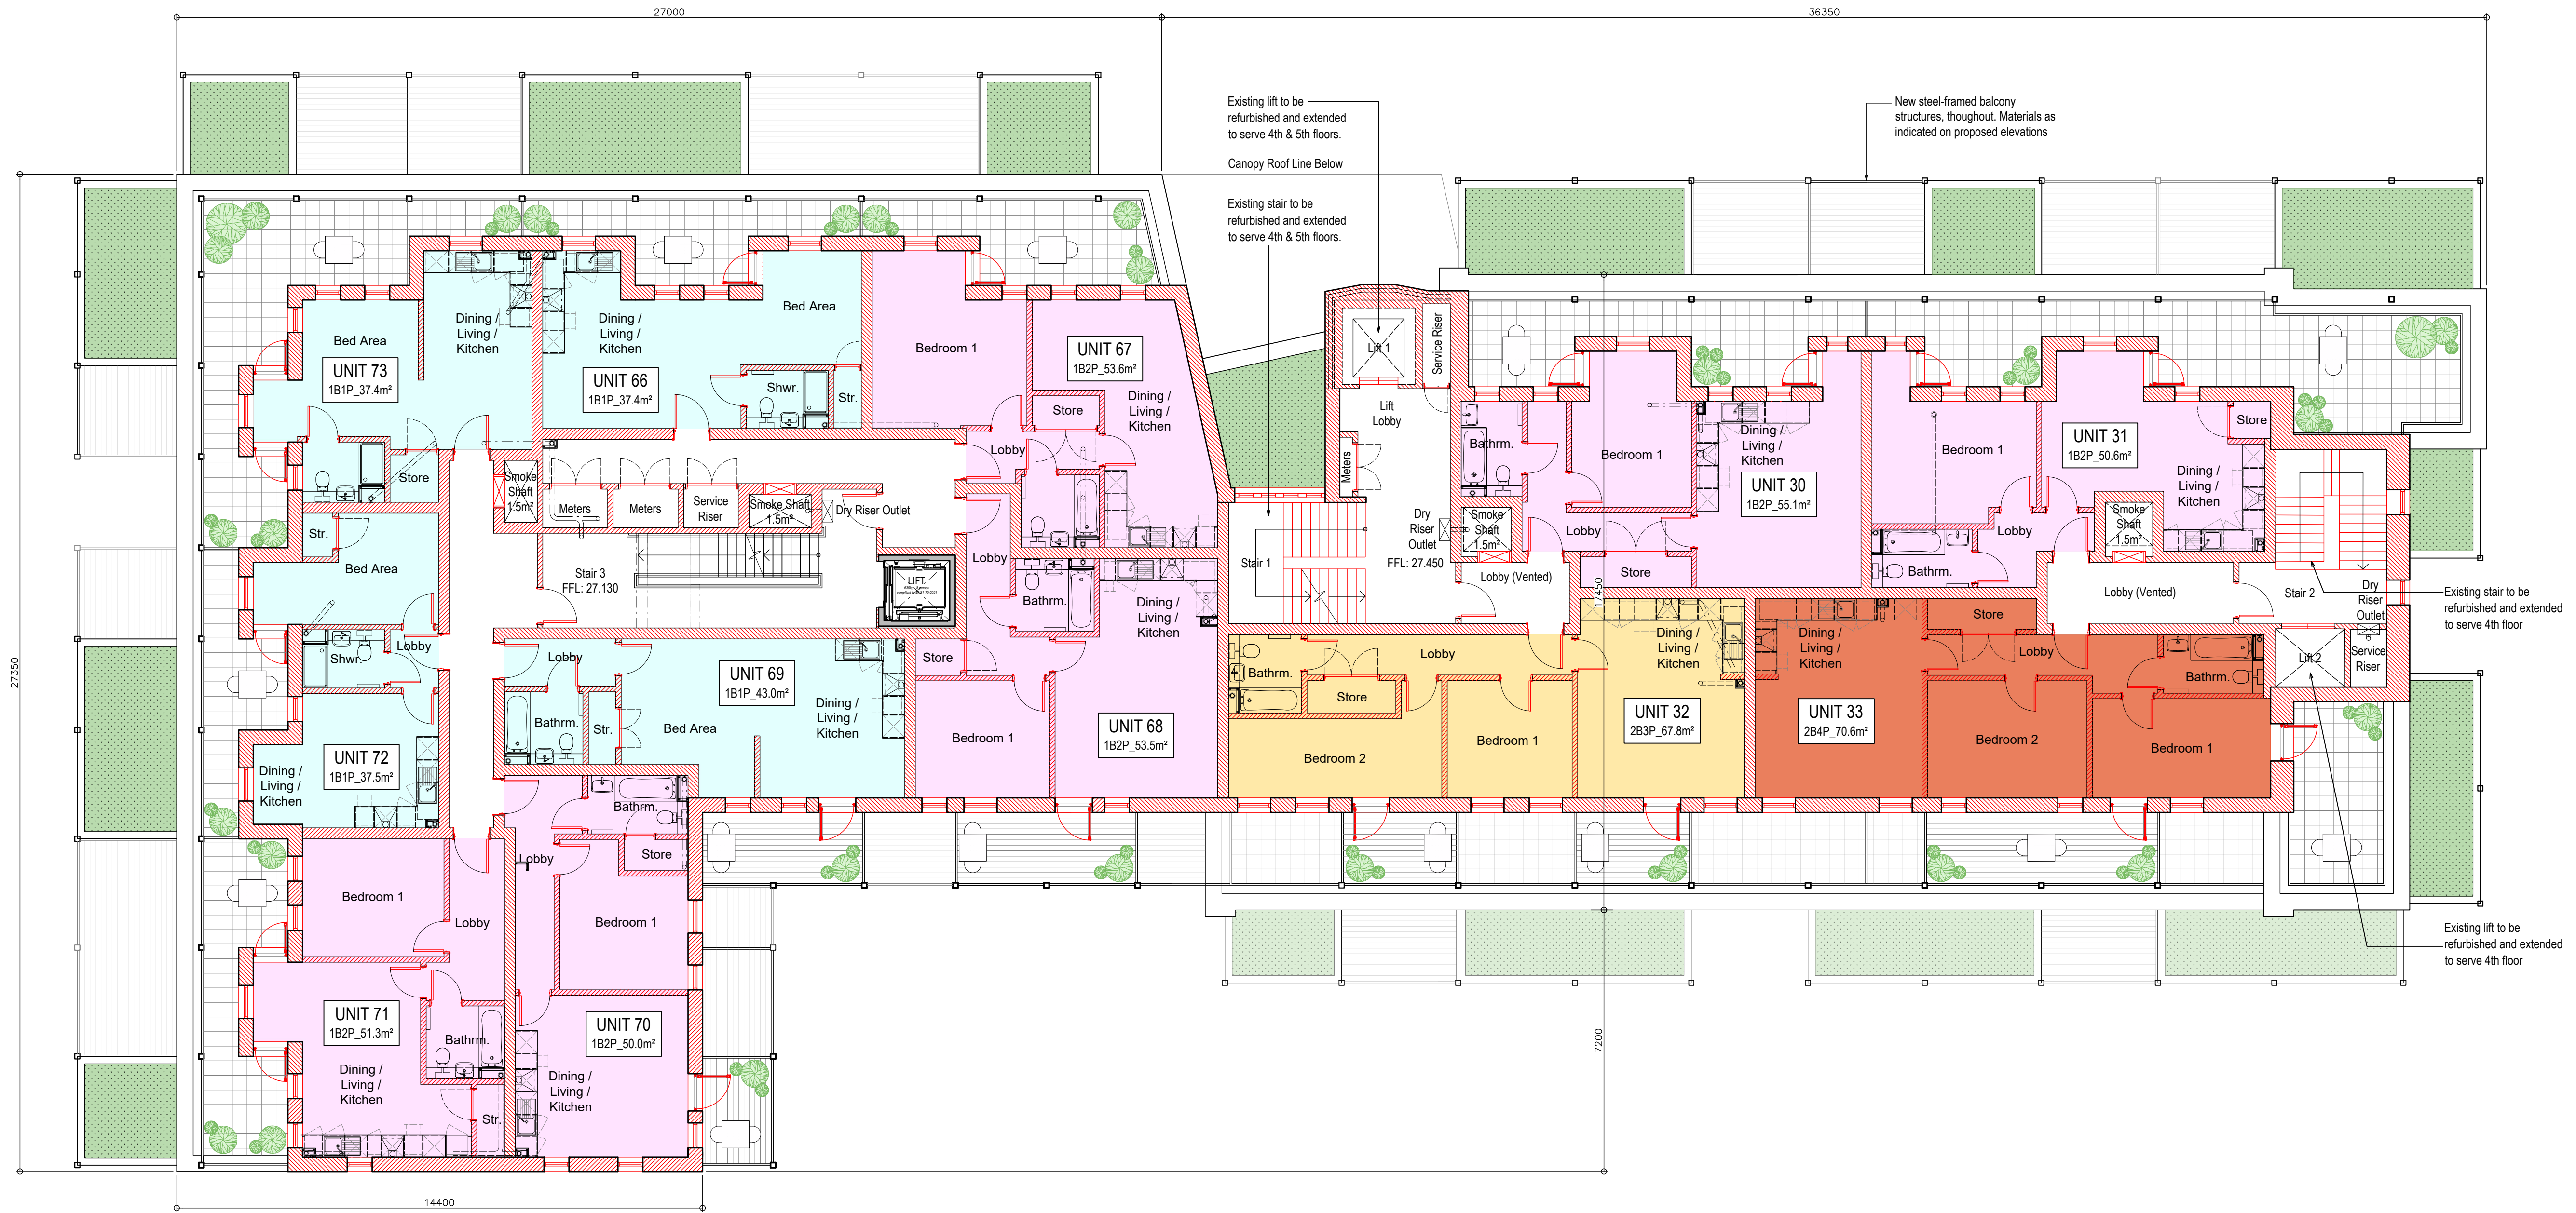 27000
36350
Existing lift to be
refurbished and extended
to serve 4th & 5th floors.
Canopy Roof Line Below
Existing stair to be
refurbished and extended
to serve 4th & 5th floors.
New steel-framed balcony
structures, thoughout. Materials as
indicated on proposed elevations
27350
Bed Area
UNIT 73
1B1P_37.4m²
Dining /
Living /
Kitchen
Store
Dining /
Living /
Kitchen
UNIT 66
1B1P_37.4m²
Bed Area
Shwr.
Str.
Bedroom 1
UNIT 67
1B2P_53.6m²
Dining /
Living /
Kitchen
Store
Lobby
Smoke
Shaft
1.5m²
Meters
Meters
Service
Riser
Smoke Shaft
1.5m²
Dry Riser Outlet
Stair 3
FFL: 27.130
LIFT.
Str.
Bed Area
Shwr.
Lobby
UNIT 72
1B1P_37.5m²
Dining /
Living /
Kitchen
Lobby
Bathrm.
Str.
Bed Area
UNIT 69
1B1P_43.0m²
Dining /
Living /
Kitchen
Lobby
Bathrm.
Store
Bedroom 1
Dining /
Living /
Kitchen
UNIT 68
1B2P_53.5m²
Bedroom 1
Lobby
UNIT 71
1B2P_51.3m²
Dining /
Living /
Kitchen
Bathrm.
Str.
Lobby
Bathrm.
Store
Bedroom 1
UNIT 70
1B2P_50.0m²
Dining /
Living /
Kitchen
14400
Lift 1
Service Riser
Lift
Lobby
Meters
Stair 1
Dry
Riser
Outlet
FFL: 27.450
Smoke
Shaft
1.5m²
Lobby (Vented)
Bathrm.
Bedroom 1
Lobby
Store
Dining /
Living /
Kitchen
UNIT 30
1B2P_55.1m²
17450
Bedroom 1
UNIT 31
1B2P_50.6m²
Store
Dining /
Living /
Kitchen
Lobby
Bathrm.
Smoke
Shaft
1.5m²
Lobby (Vented)
Stair 2
Dry
Riser
Outlet
Lift 2
Service
Riser
Bathrm.
Lobby
Store
Bedroom 2
Bedroom 1
Dining /
Living /
Kitchen
UNIT 32
2B3P_67.8m²
Dining /
Living /
Kitchen
UNIT 33
2B4P_70.6m²
Store
Lobby
Bathrm.
Bedroom 2
Bedroom 1
Existing stair to be
refurbished and extended
to serve 4th floor
Existing lift to be
refurbished and extended
to serve 4th floor
7200